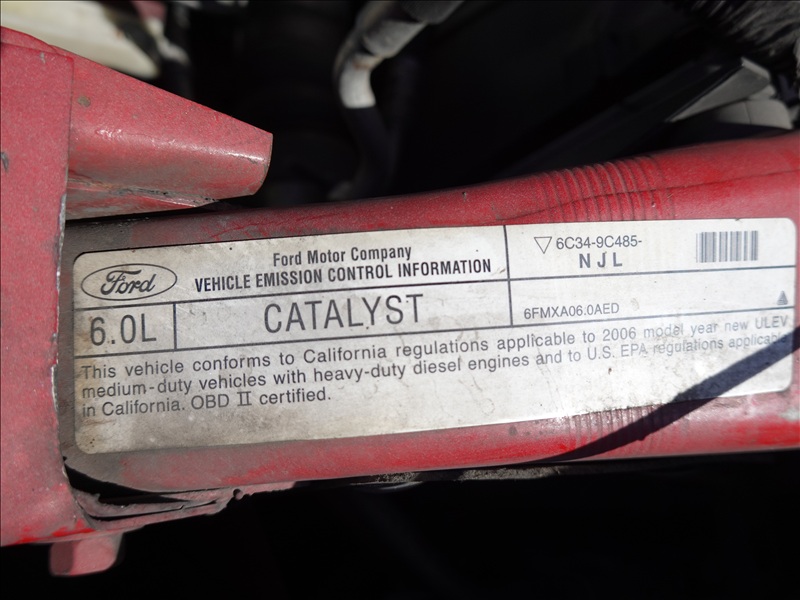 Ford
Ford Motor Company
VEHICLE EMISSION CONTROL INFORMATION
6C34-9C485-
NJL
6.0L
CATALYST
6FMXA06.0AED
This vehicle conforms to California regulations applicable to 2006 model year new ULEV
medium-duty vehicles with heavy-duty diesel engines and to U.S. EPA regulations applicable
in California. OBD II certified.